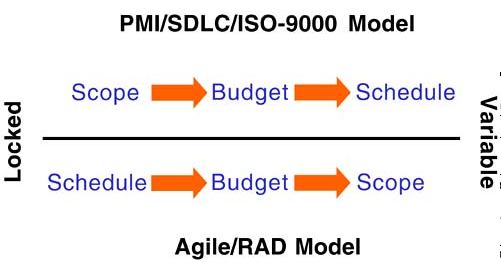 PMI/SDLC/ISO-9000 Model
Locked
Scope Budget Schedule
Variable
Schedule Budget Scope
Agile/RAD Model